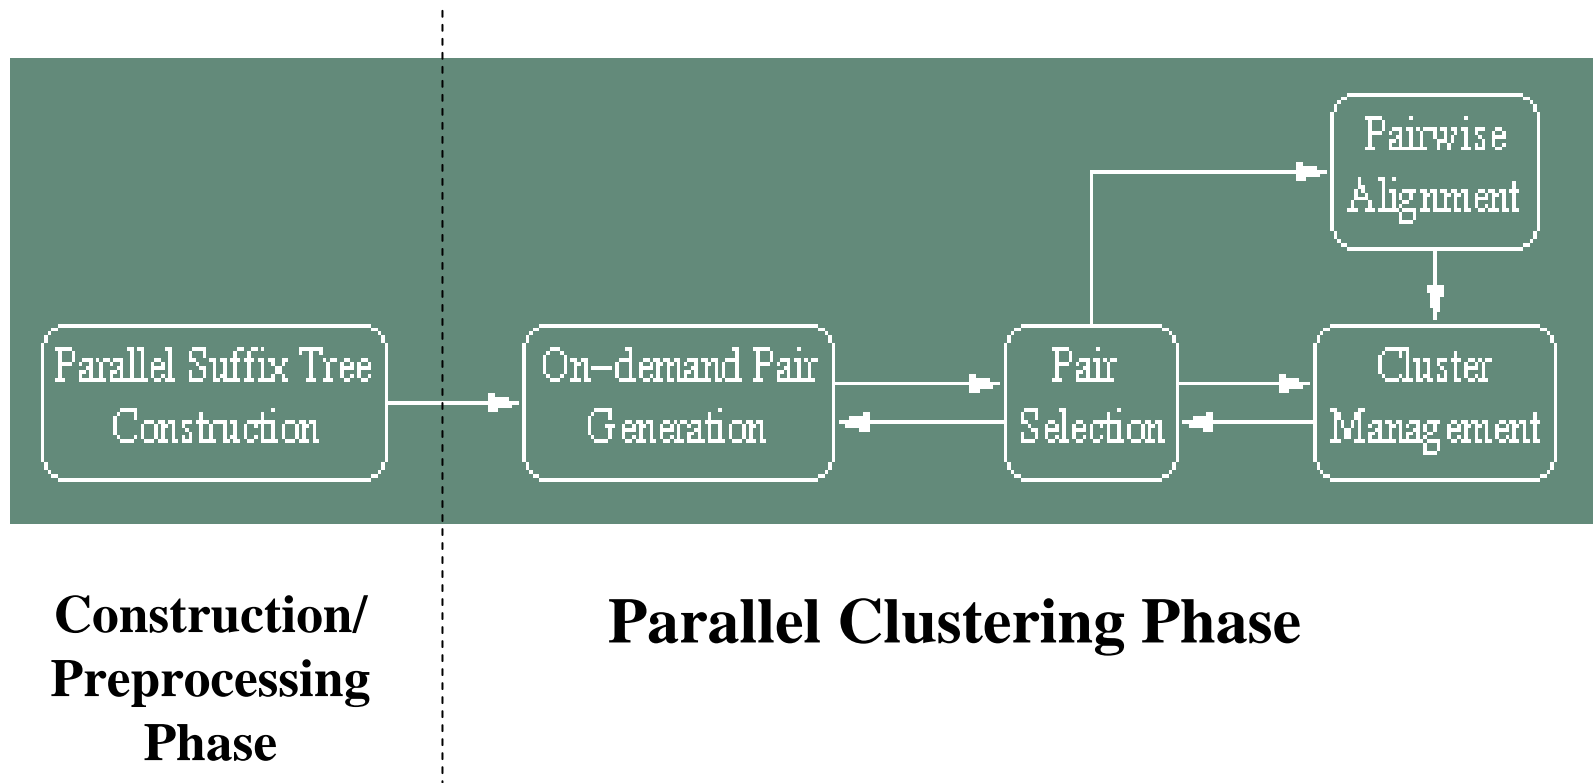 Pairwise
Alignment
Parallel Suffix Tree
Construction
On-demand Pair
Generation
Pair
Selection
Cluster
Management
Construction/
Preprocessing
Phase
Parallel Clustering Phase